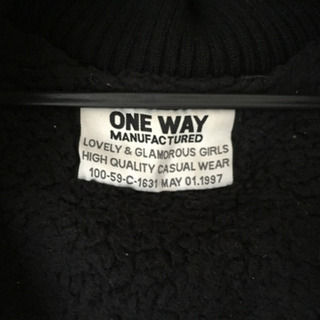 ONE WAY
MANUFACTURED
LOVELY & GLAMOROUS GIRLS
HIGH QUALITY CASUAL WEAR
100-59-C-1631 MAY 01.1997